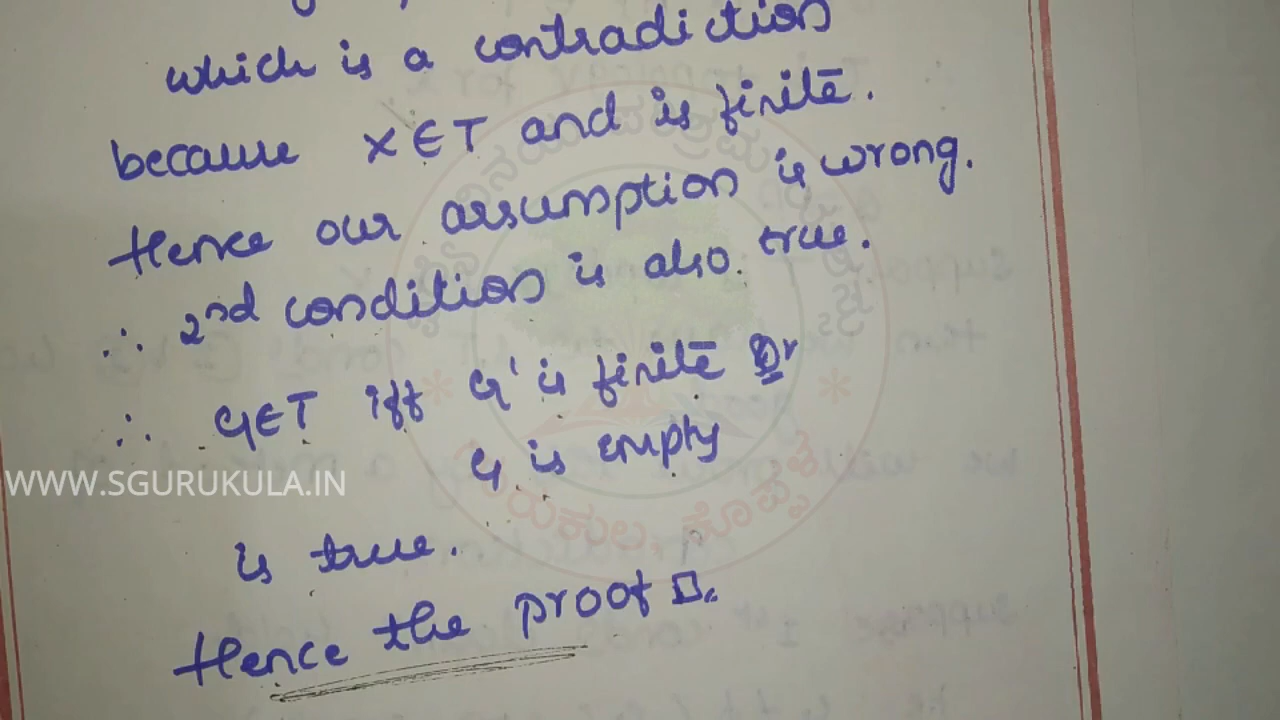 which is a contradiction
because X ∈ T and is finite.
Hence our assumption is wrong.
∴ 2nd condition is also true.
∴ G ∈ T iff G' is finite Or
G is empty
WWW.SGURUKULA.IN
is true.
Hence the proof □.